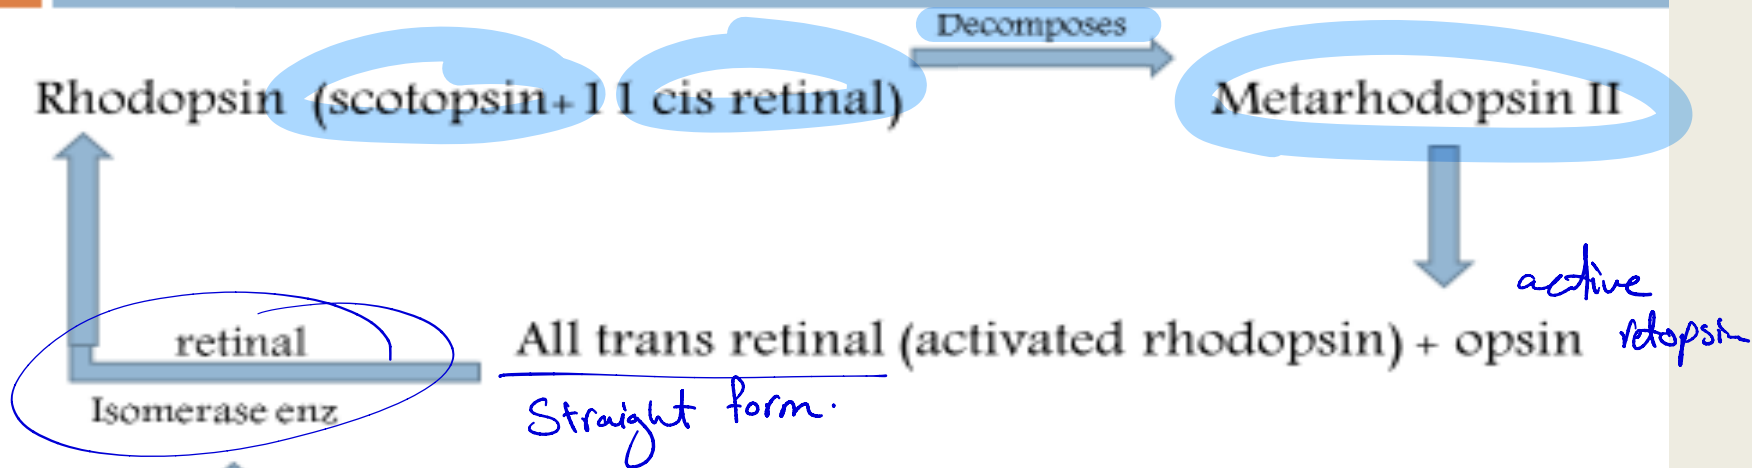 Decomposes
Rhodopsin (scotopsin+11 cis retinal)
Metarhodopsin II
active
retinal
All trans retinal (activated rhodopsin) + opsin
Isomerase enz
Straight form.